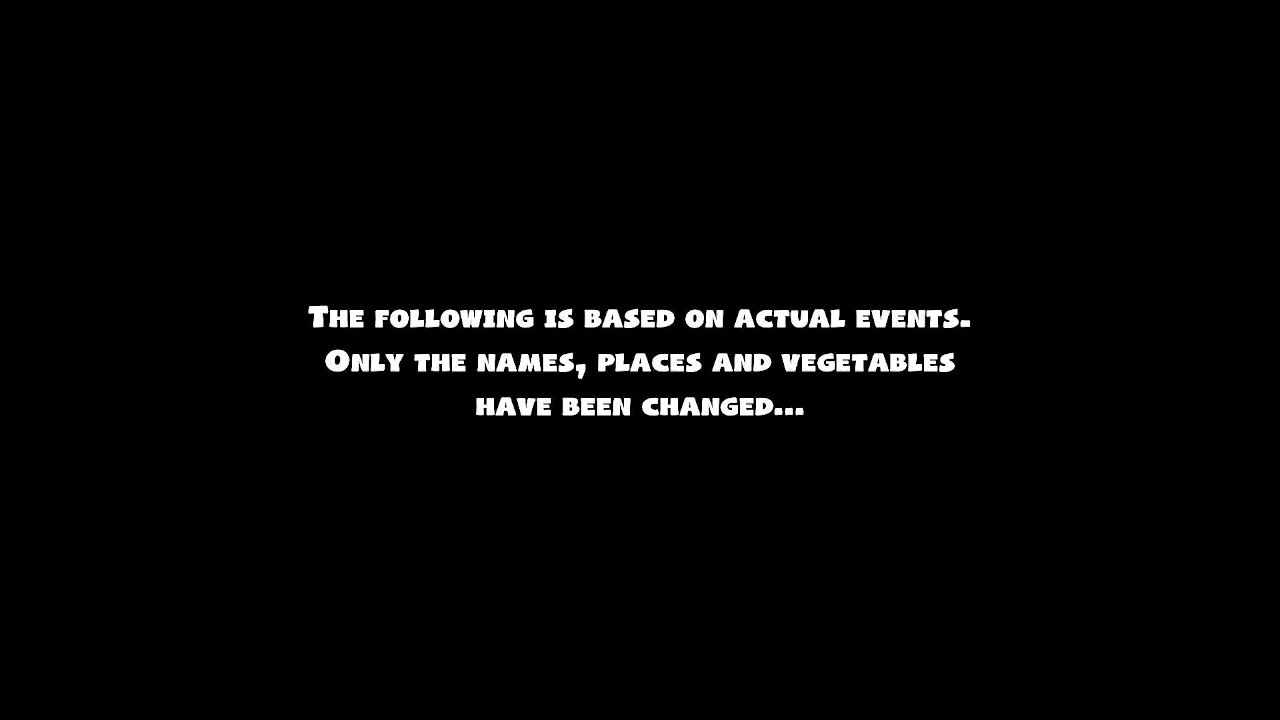 The following is based on actual events.
Only the names, places and vegetables
have been changed...